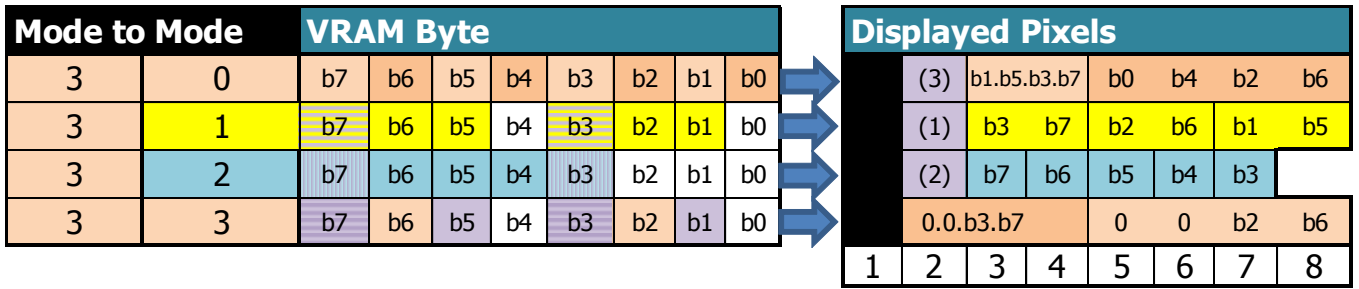 Mode to Mode VRAM Byte Displayed Pixels
3 0 b7 b6 b5 b4 b3 b2 b1 b0 (3) b1.b5.b3.b7 b0 b4 b2 b6
3 1 b7 b6 b5 b4 b3 b2 b1 b0 (1) b3 b7 b2 b6 b1 b5
3 2 b7 b6 b5 b4 b3 b2 b1 b0 (2) b7 b6 b5 b4 b3
3 3 b7 b6 b5 b4 b3 b2 b1 b0 0.0.b3.b7 0 0 b2 b6
1 2 3 4 5 6 7 8